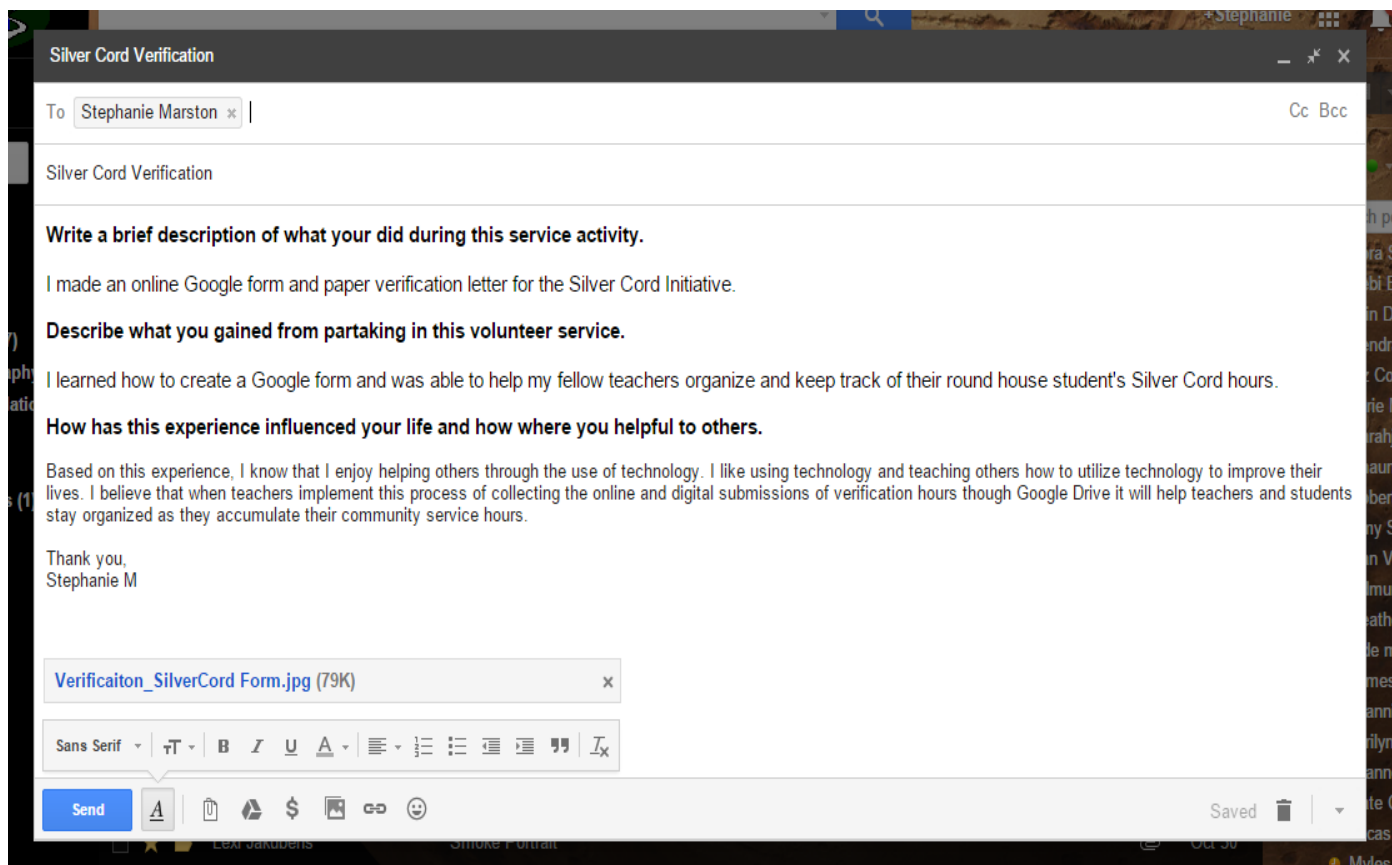 +Stephanie
Silver Cord Verification
To Stephanie Marston × Cc Bcc
Silver Cord Verification
Write a brief description of what your did during this service activity.
I made an online Google form and paper verification letter for the Silver Cord Initiative.
Describe what you gained from partaking in this volunteer service.
I learned how to create a Google form and was able to help my fellow teachers organize and keep track of their round house student's Silver Cord hours.
How has this experience influenced your life and how where you helpful to others.
Based on this experience, I know that I enjoy helping others through the use of technology. I like using technology and teaching others how to utilize technology to improve their
lives. I believe that when teachers implement this process of collecting the online and digital submissions of verification hours though Google Drive it will help teachers and students
stay organized as they accumulate their community service hours.
Thank you,
Stephanie M
Verificaiton_SilverCord Form.jpg (79K) ×
Sans Serif
Send Saved
Lexi Jakubens Smoke Portrait Oct 30